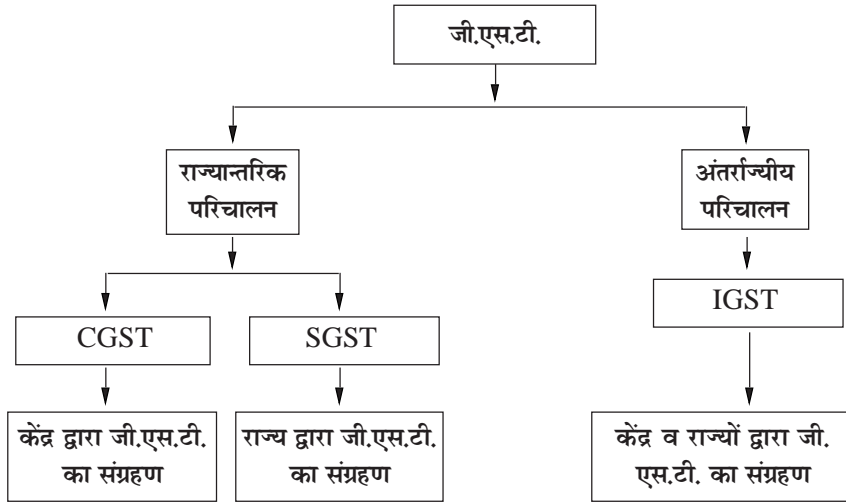 जी.एस.टी.
राज्यान्तरिक
परिचालन
अंतर्राज्यीय
परिचालन
CGST
SGST
IGST
केंद्र द्वारा जी.एस.टी.
का संग्रहण
राज्य द्वारा जी.एस.टी.
का संग्रहण
केंद्र व राज्यों द्वारा जी.
एस.टी. का संग्रहण